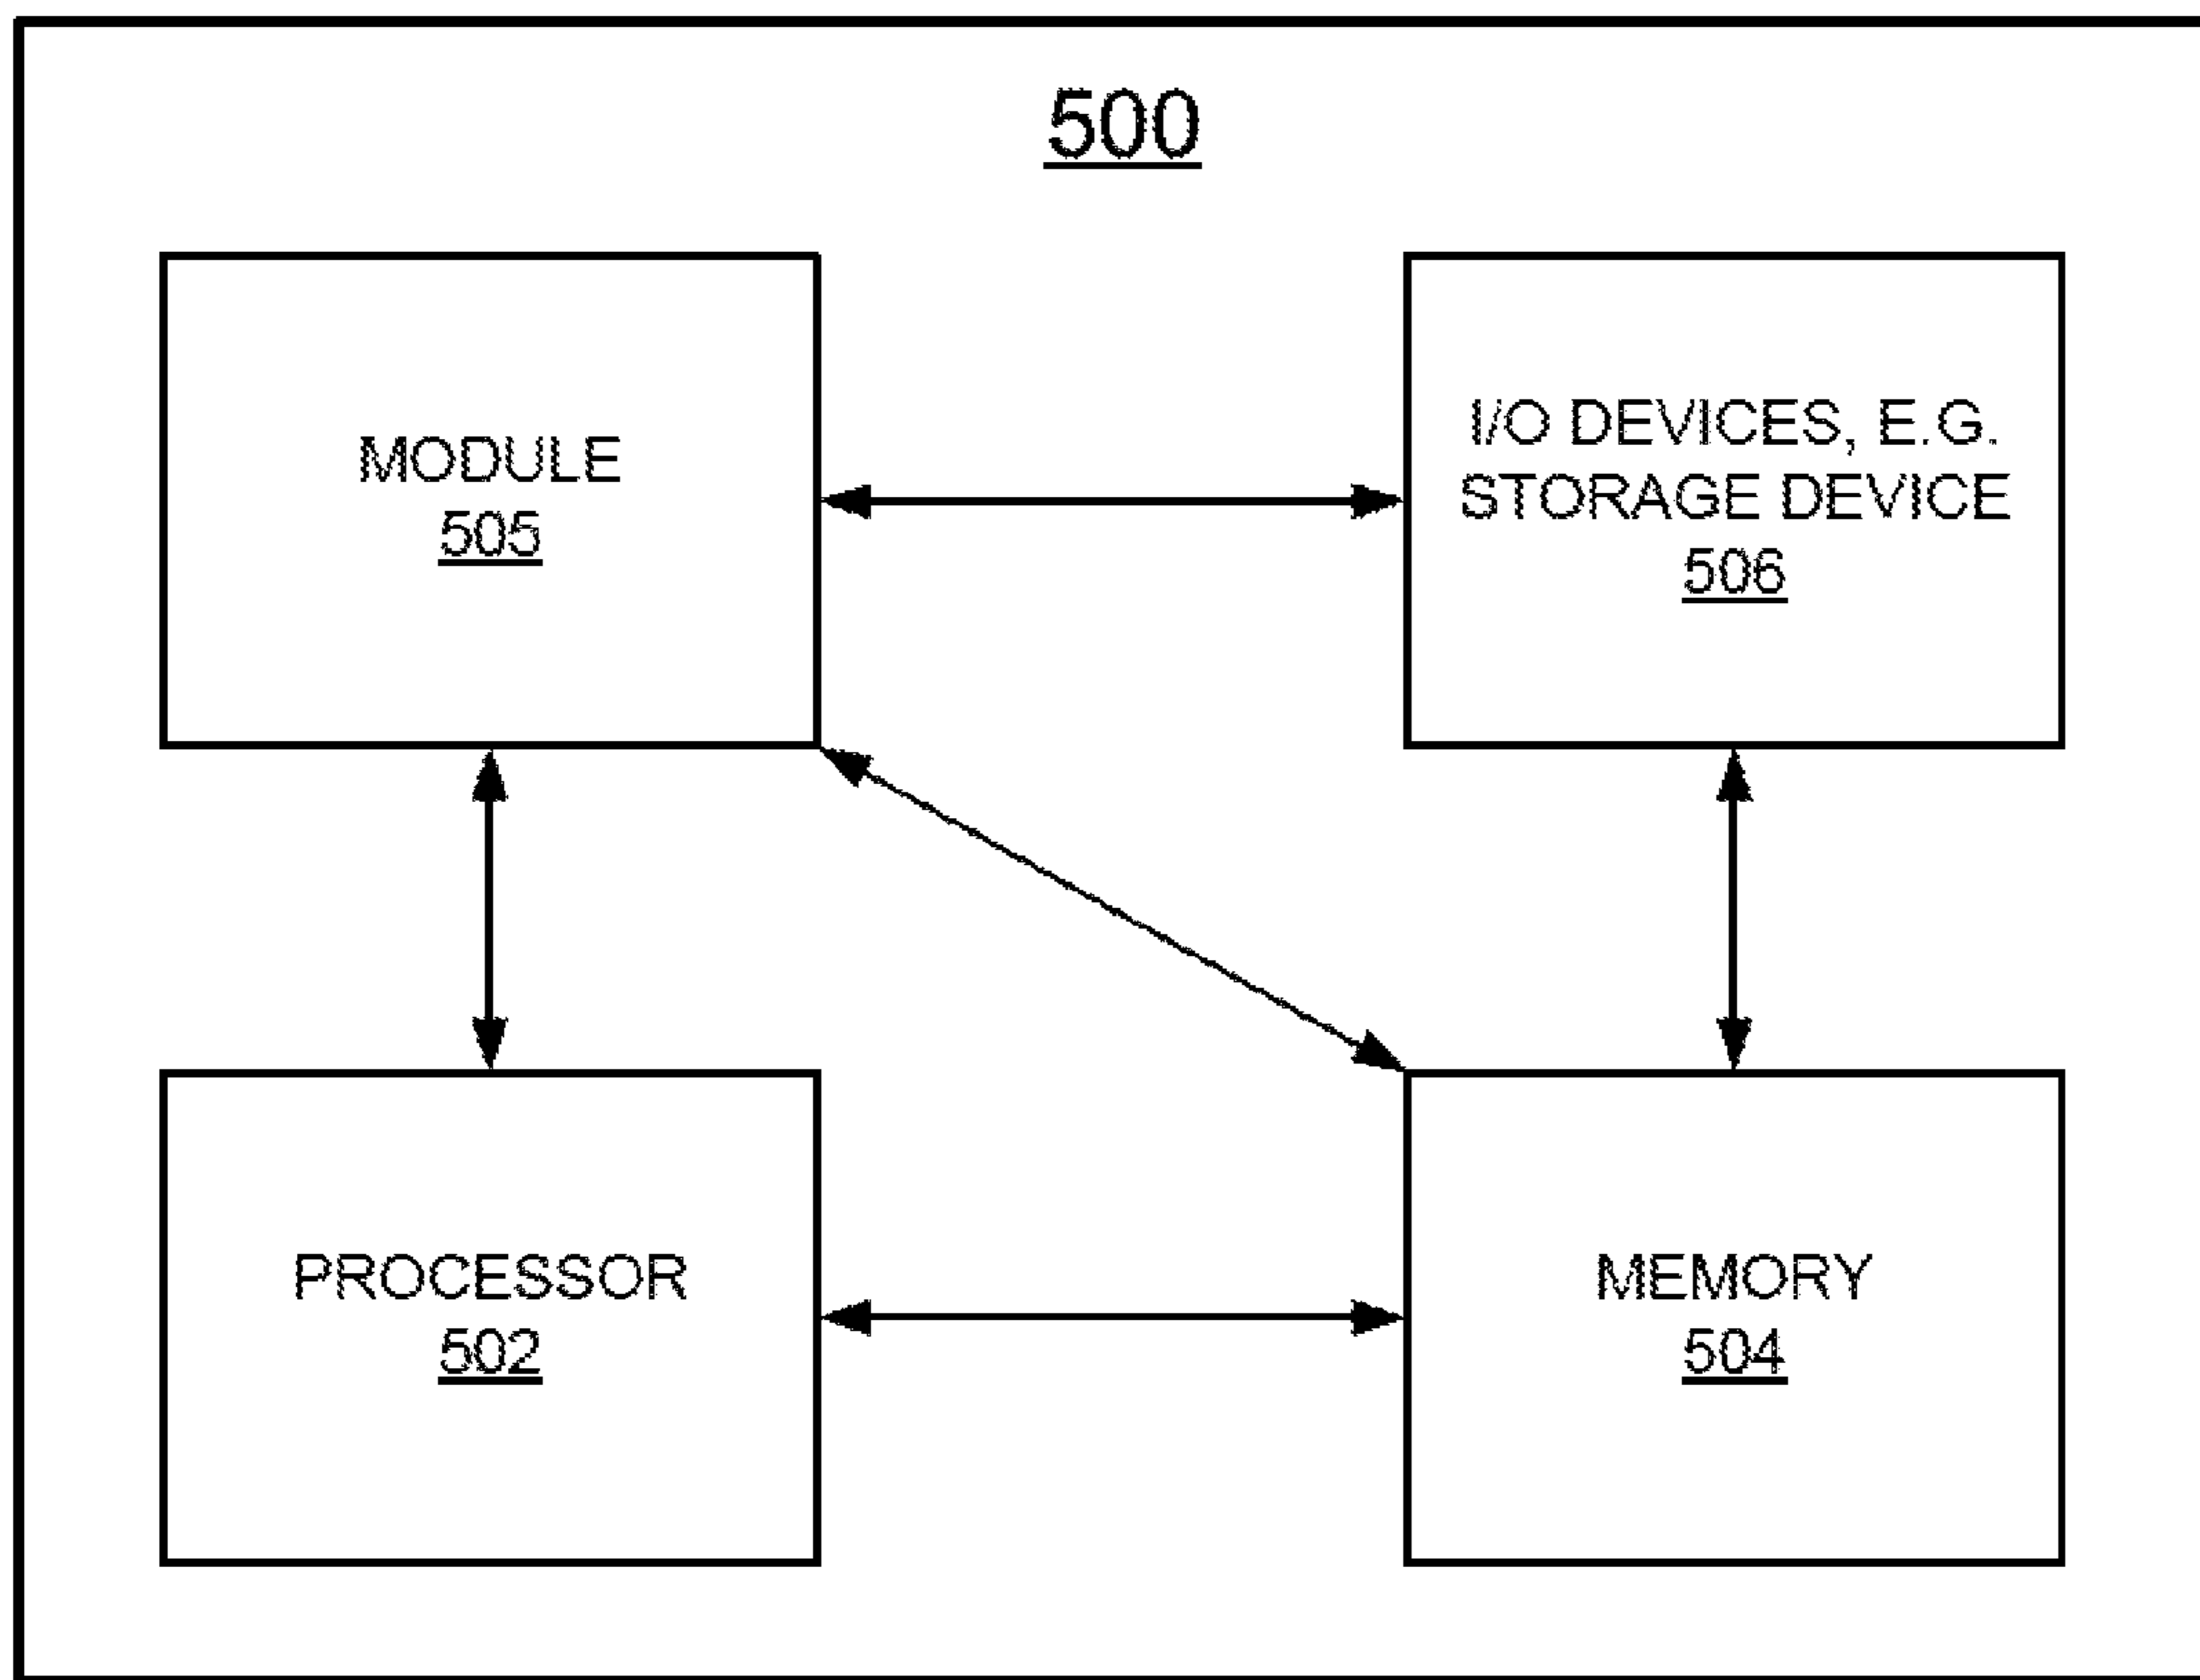 500
MODULE
505
I/O DEVICES, E.G.
STORAGE DEVICE
506
PROCESSOR
502
MEMORY
504